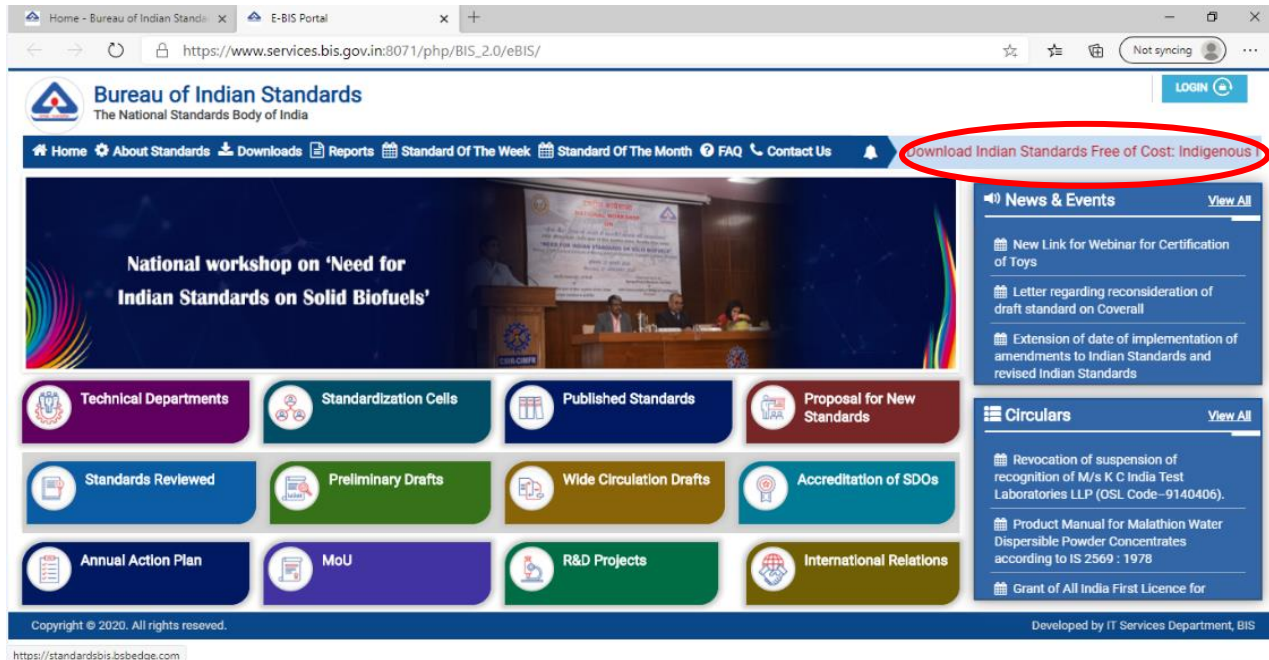 Home - Bureau of Indian Standa
E-BIS Portal
https://www.services.bis.gov.in:8071/php/BIS_2.0/eBIS/
Not syncing
Bureau of Indian Standards
The National Standards Body of India
LOGIN
Home About Standards Downloads Reports Standard Of The Week Standard Of The Month FAQ Contact Us
Download Indian Standards Free of Cost: Indigenous I
National workshop on ‘Need for
Indian Standards on Solid Biofuels’
News & Events View All
New Link for Webinar for Certification
of Toys
Letter regarding reconsideration of
draft standard on Coverall
Extension of date of implementation of
amendments to Indian Standards and
revised Indian Standards
Technical Departments
Standardization Cells
Published Standards
Proposal for New
Standards
Standards Reviewed
Preliminary Drafts
Wide Circulation Drafts
Accreditation of SDOs
Annual Action Plan
MoU
R&D Projects
International Relations
Circulars View All
Revocation of suspension of
recognition of M/s K C India Test
Laboratories LLP (OSL Code–9140406).
Product Manual for Malathion Water
Dispersible Powder Concentrates
according to IS 2569 : 1978
Grant of All India First Licence for
Copyright © 2020. All rights reseved.
Developed by IT Services Department, BIS
https://standardsbis.bsbedge.com